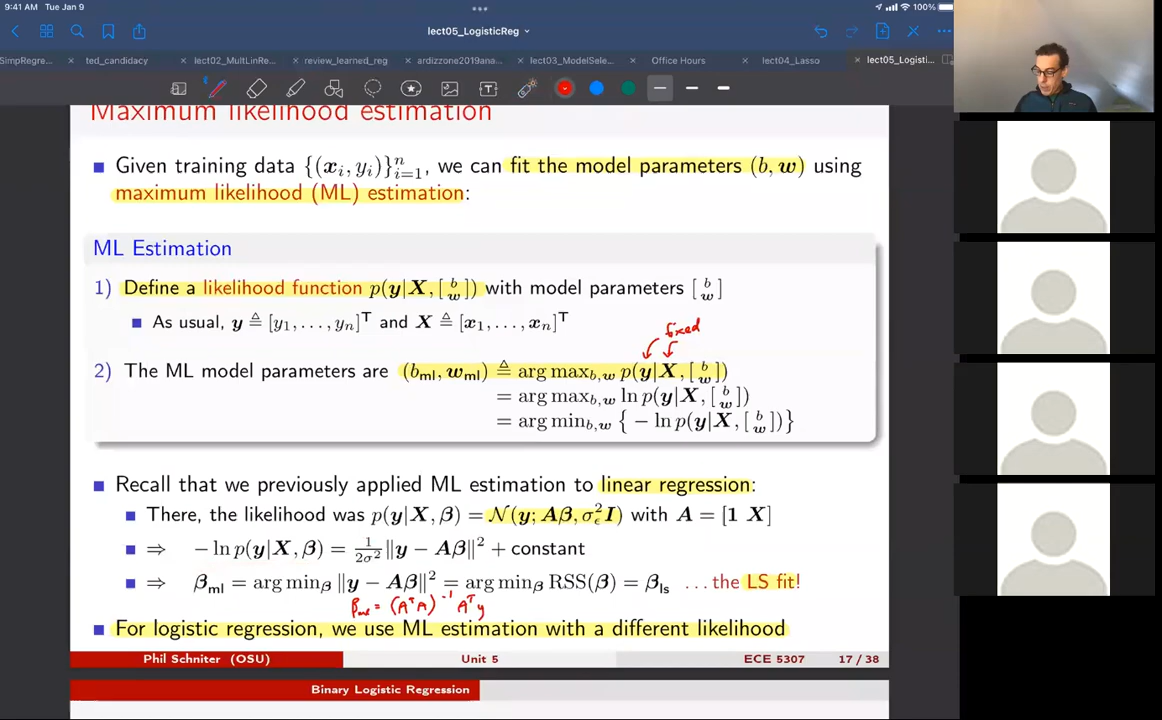 9:41 AM Tue Jan 9
100%
lect05_LogisticReg
SimpRegre...
ted_candidacy
lect02_MultLinRe...
review_learned_reg
ardizzone2019ana...
lect03_ModelSele...
Office Hours
lect04_Lasso
lect05_Logisti...
Maximum likelihood estimation
Given training data {(x_i, y_i)}_{i=1}^n, we can fit the model parameters (b, w) using
maximum likelihood (ML) estimation:
ML Estimation
1) Define a likelihood function p(y|X, [b w]) with model parameters [b w]
As usual, y ≜ [y_1, ..., y_n]^T and X ≜ [x_1, ..., x_n]^T
fixed
2) The ML model parameters are (b_ml, w_ml) ≜ arg max_{b,w} p(y|X, [b w])
= arg max_{b,w} ln p(y|X, [b w])
= arg min_{b,w} { − ln p(y|X, [b w]) }
Recall that we previously applied ML estimation to linear regression:
There, the likelihood was p(y|X, β) = N(y; Aβ, σ_ϵ^2 I) with A = [1 X]
⇒ − ln p(y|X, β) = 1/(2σ^2) ‖y − Aβ‖^2 + constant
⇒ β_ml = arg min_β ‖y − Aβ‖^2 = arg min_β RSS(β) = β_ls ... the LS fit!
β_ml = (A^T A)^{-1} A^T y
For logistic regression, we use ML estimation with a different likelihood
Phil Schniter (OSU) Unit 5 ECE 5307 17 / 38
Binary Logistic Regression